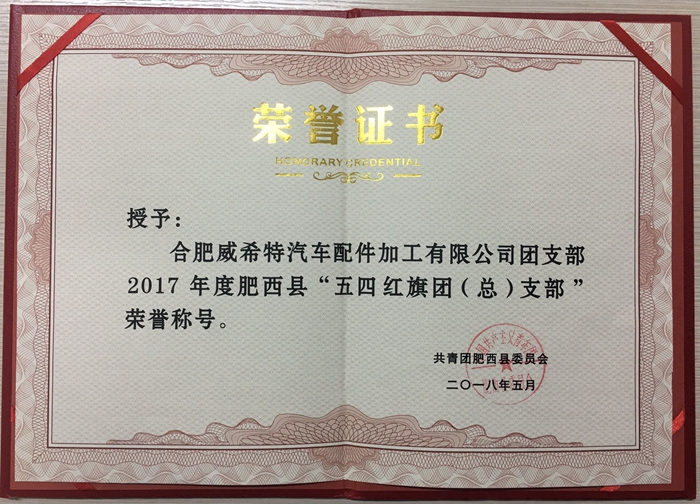 荣誉证书
HONORARY CREDENTIAL
授予：
合肥威希特汽车配件加工有限公司团支部
2017 年度肥西县“五四红旗团（总）支部”
荣誉称号。
共青团肥西县委员会
二〇一八年五月